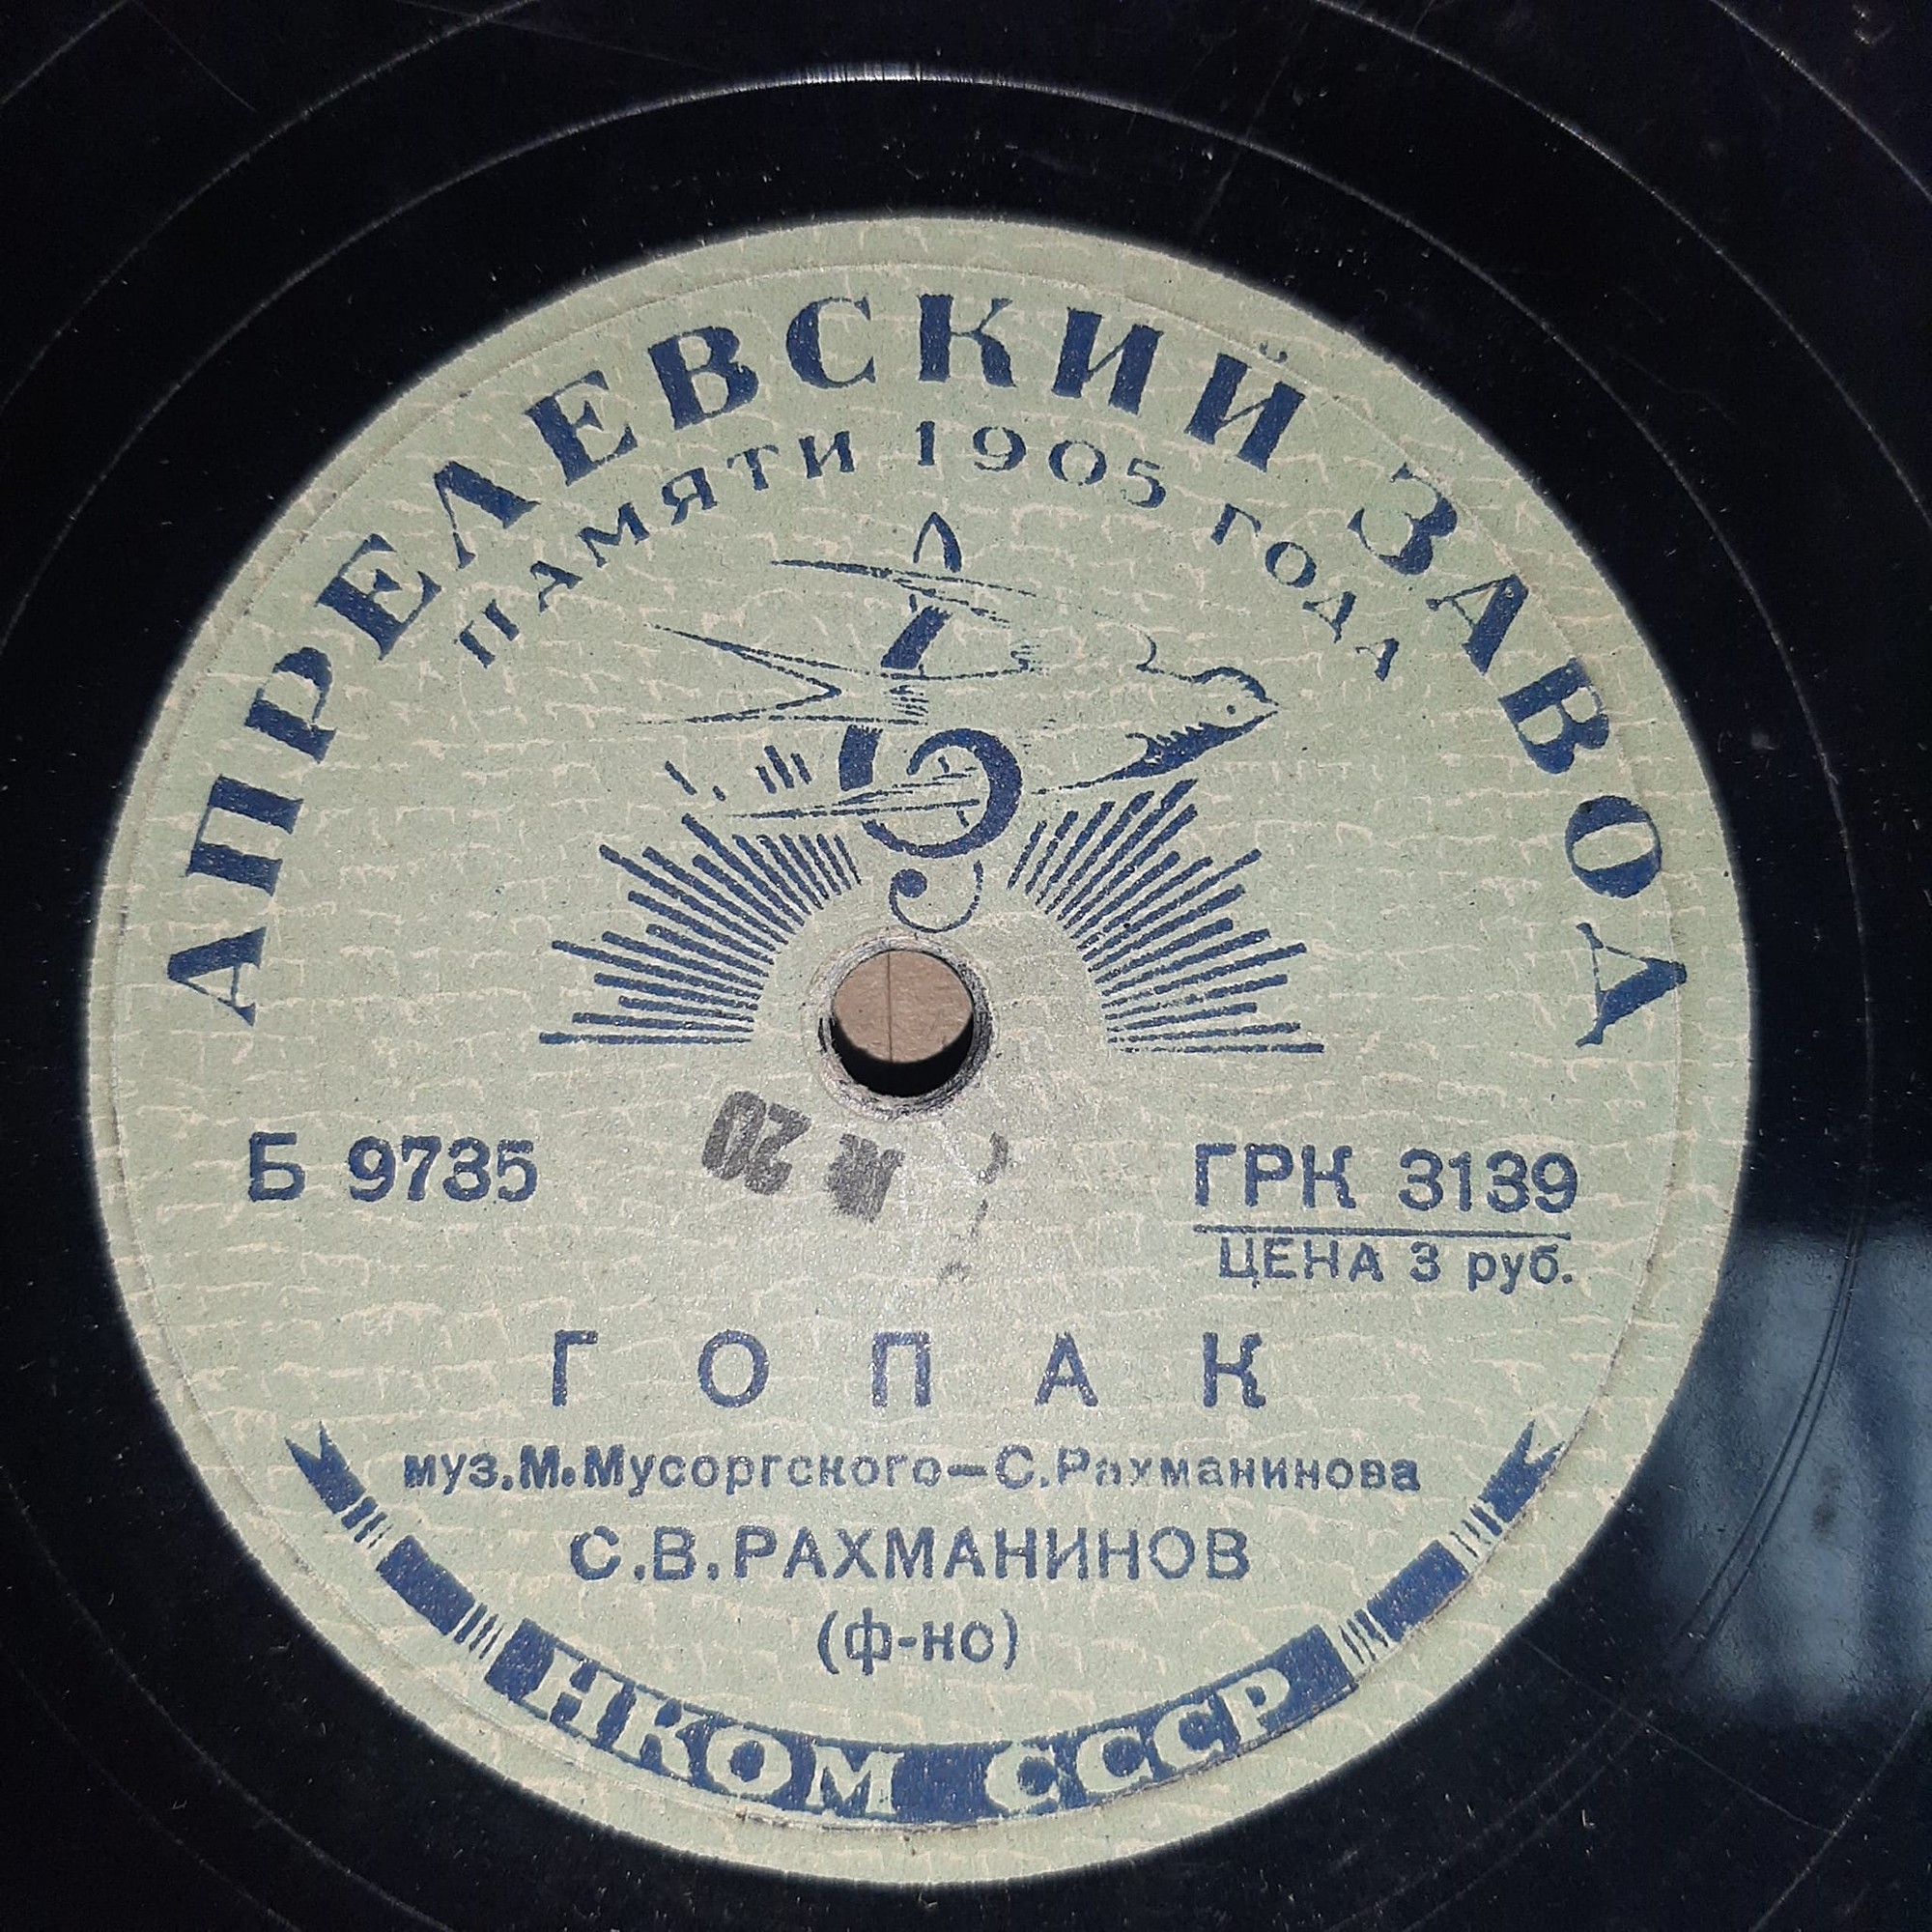 АПРЕЛЕВСКИЙ ЗАВОД
ПАМЯТИ 1905 ГОДА
Б 9735
ГРК 3139
ЦЕНА 3 руб.
ГОПАК
муз.М.Мусоргского—С.Рахманинова
С.В.РАХМАНИНОВ
(ф-но)
НКОМ СССР